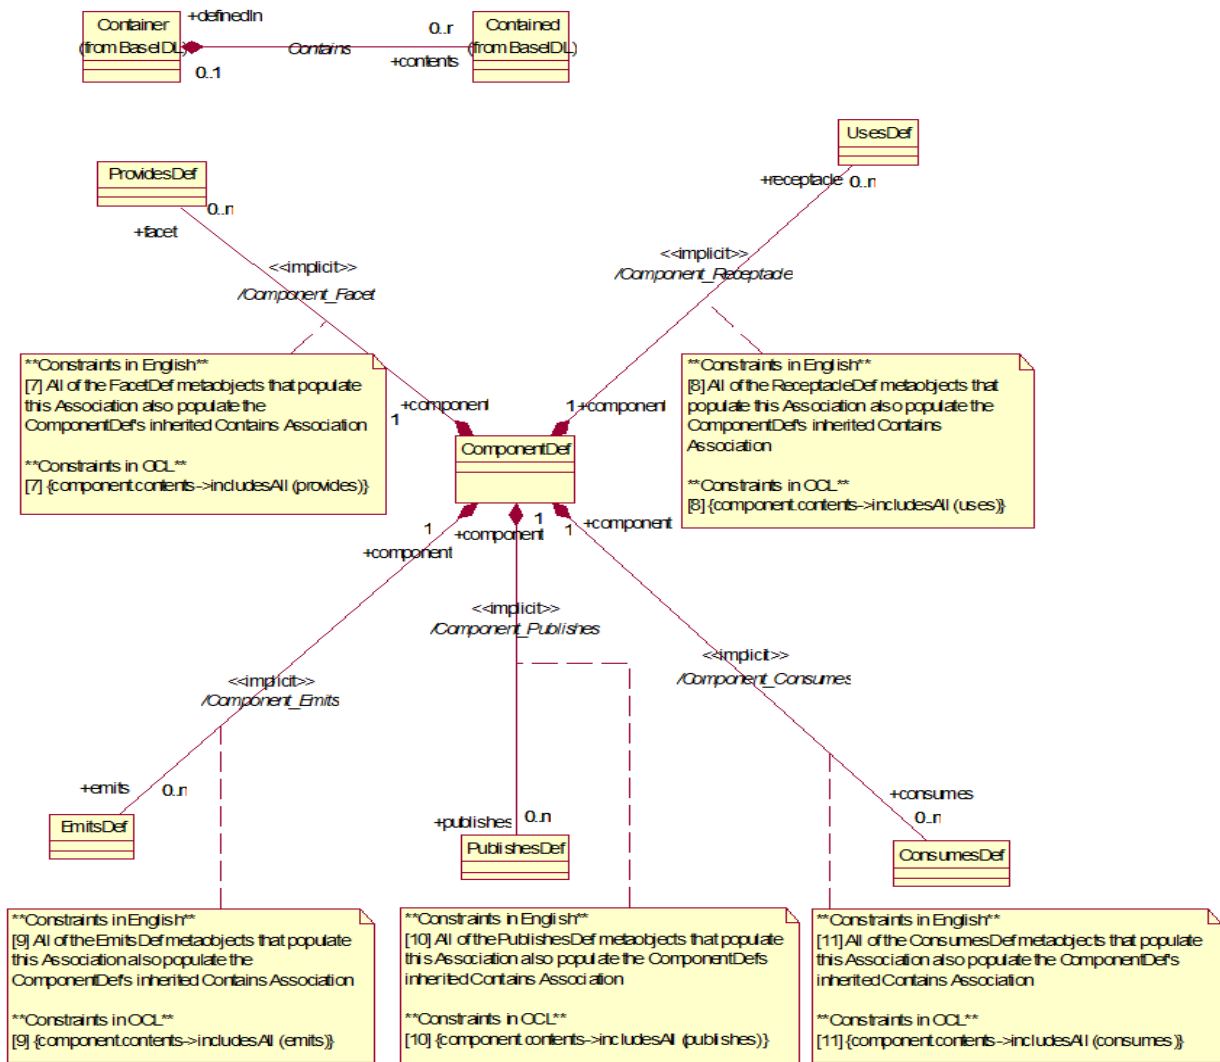 Container
(from BaseIDL)
+definedIn
0..1
Contains
0..r
+contents
Contained
(from BaseIDL)
UsesDef
+receptacle
0..n
ProvidesDef
0..n
+facet
<<implicit>>
/Component_Facet
<<implicit>>
/Component_Receptacle
**Constraints in English**
[7] All of the FacetDef metaobjects that populate
this Association also populate the
ComponentDef's inherited Contains Association
**Constraints in OCL**
[7] {component.contents->includesAll (provides)}
+component
1
1
+component
**Constraints in English**
[8] All of the ReceptacleDef metaobjects that
populate this Association also populate the
ComponentDef's inherited Contains
Association
**Constraints in OCL**
[8] {component.contents->includesAll (uses)}
ComponentDef
1
+component
1
+component
1
+component
<<implicit>>
/Component_Publishes
<<implicit>>
/Component_Emits
<<implicit>>
/Component_Consumes
+emits
0..n
EmitsDef
+publishes
0..n
PublishesDef
+consumes
0..n
ConsumesDef
**Constraints in English**
[9] All of the EmitsDef metaobjects that populate
this Association also populate the
ComponentDef's inherited Contains Association
**Constraints in OCL**
[9] {component.contents->includesAll (emits)}
**Constraints in English**
[10] All of the PublishesDef metaobjects that populate
this Association also populate the ComponentDefs
inherited Contains Association
**Constraints in OCL**
[10] {component.contents->includesAll (publishes)}
**Constraints in English**
[11] All of the ConsumesDef metaobjects that populate
this Association also populate the ComponentDef's
inherited Contains Association
**Constraints in OCL**
[11] {component.contents->includesAll (consumes)}